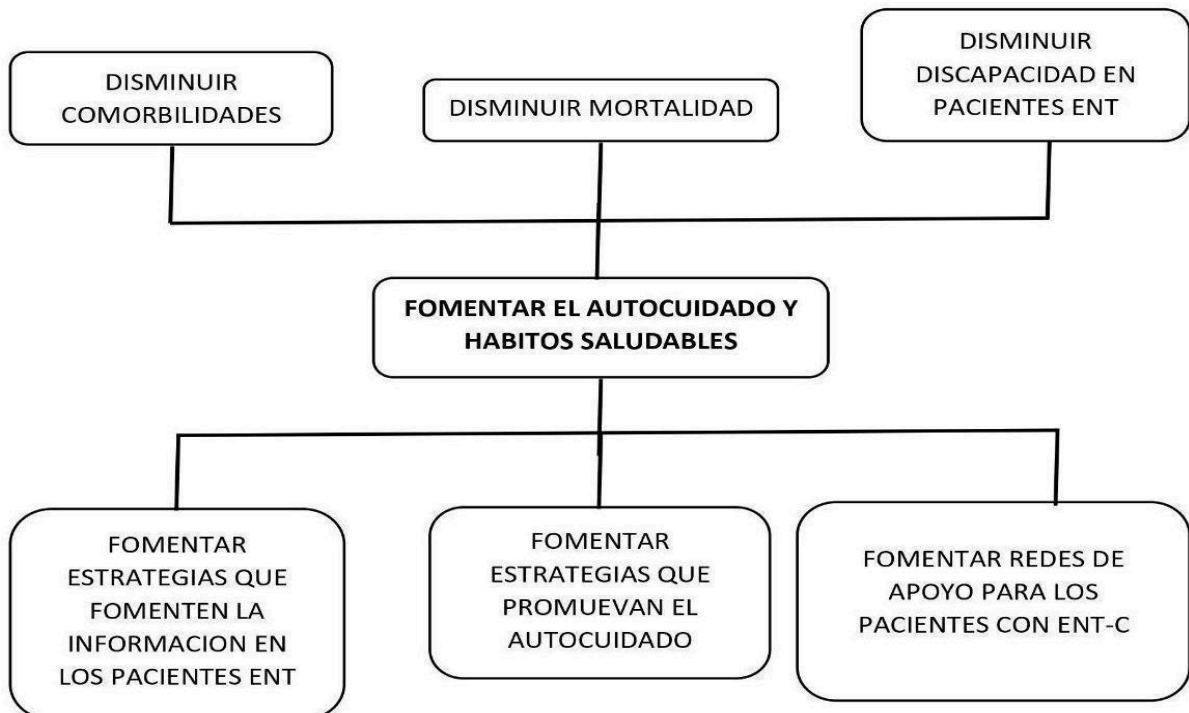 DISMINUIR
COMORBILIDADES
DISMINUIR MORTALIDAD
DISMINUIR
DISCAPACIDAD EN
PACIENTES ENT
FOMENTAR EL AUTOCUIDADO Y
HABITOS SALUDABLES
FOMENTAR
ESTRATEGIAS QUE
FOMENTEN LA
INFORMACION EN
LOS PACIENTES ENT
FOMENTAR
ESTRATEGIAS QUE
PROMUEVAN EL
AUTOCUIDADO
FOMENTAR REDES DE
APOYO PARA LOS
PACIENTES CON ENT-C